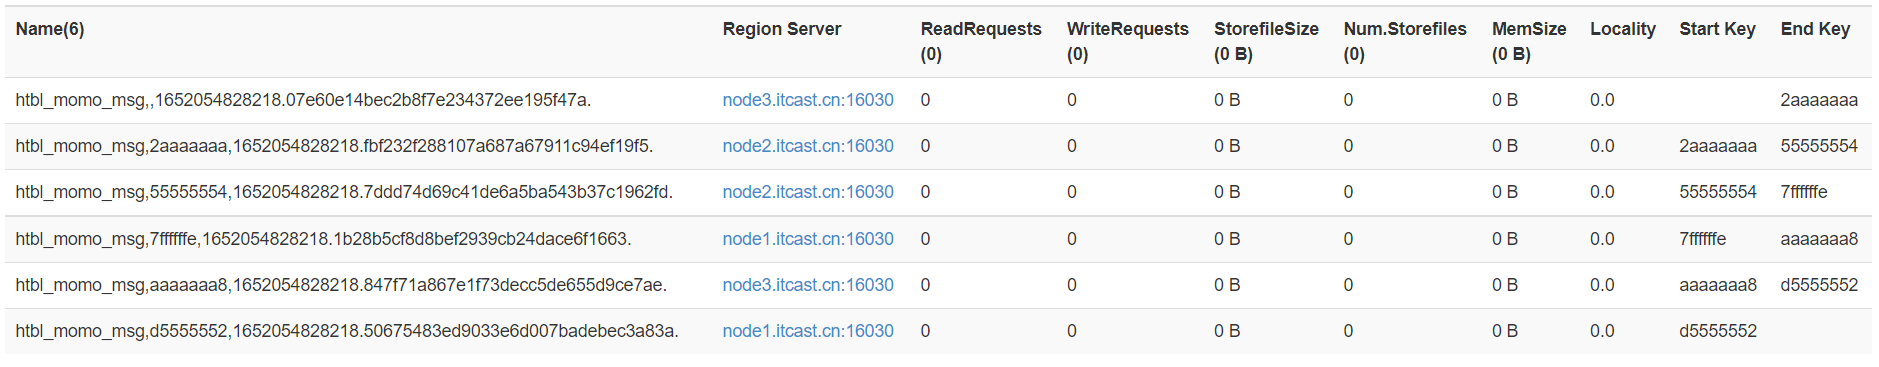 Name(6) Region Server ReadRequests (0) WriteRequests (0) StorefileSize (0 B) Num.Storefiles (0) MemSize (0 B) Locality Start Key End Key
htbl_momo_msg,,1652054828218.07e60e14bec2b8f7e234372ee195f47a. node3.itcast.cn:16030 0 0 0 B 0 0 B 0.0 2aaaaaaa
htbl_momo_msg,2aaaaaaa,1652054828218.fbf232f288107a687a67911c94ef19f5. node2.itcast.cn:16030 0 0 0 B 0 0 B 0.0 2aaaaaaa 55555554
htbl_momo_msg,55555554,1652054828218.7ddd74d69c41de6a5ba543b37c1962fd. node2.itcast.cn:16030 0 0 0 B 0 0 B 0.0 55555554 7ffffffe
htbl_momo_msg,7ffffffe,1652054828218.1b28b5cf8d8bef2939cb24dace6f1663. node1.itcast.cn:16030 0 0 0 B 0 0 B 0.0 7ffffffe aaaaaaa8
htbl_momo_msg,aaaaaaa8,1652054828218.847f71a867e1f73decc5de655d9ce7ae. node3.itcast.cn:16030 0 0 0 B 0 0 B 0.0 aaaaaaa8 d5555552
htbl_momo_msg,d5555552,1652054828218.50675483ed9033e6d007badebec3a83a. node1.itcast.cn:16030 0 0 0 B 0 0 B 0.0 d5555552